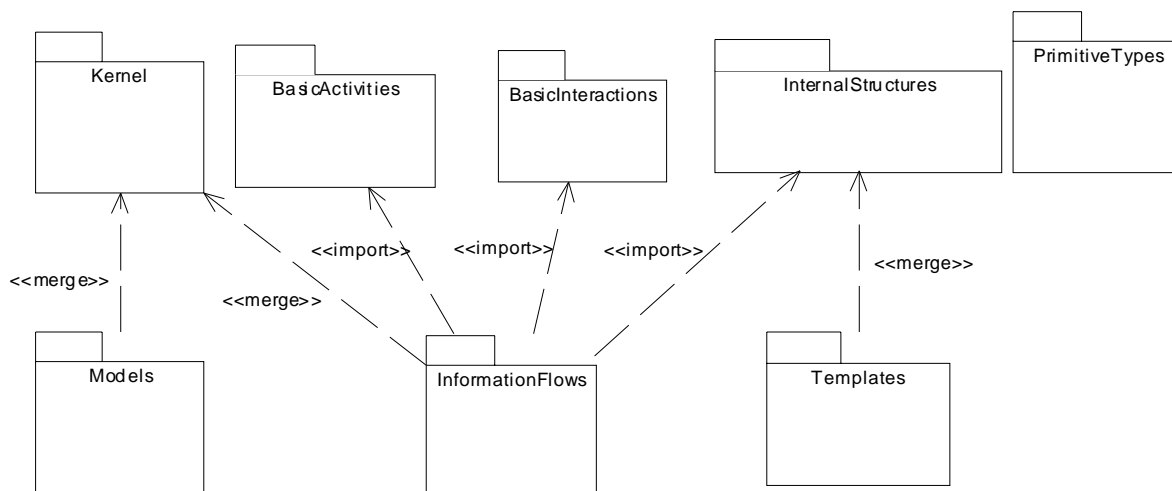 Kernel
BasicActivities
BasicInteractions
InternalStructures
PrimitiveTypes
<<import>>
<<import>>
<<import>>
<<merge>>
<<merge>>
<<merge>>
Models
InformationFlows
Templates